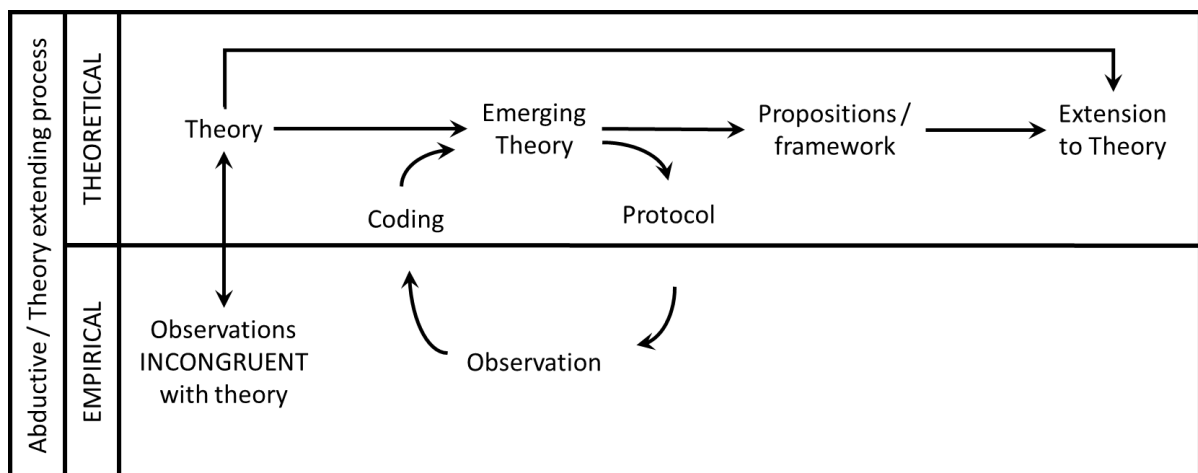 Abductive / Theory extending process
THEORETICAL
Theory
Emerging
Theory
Propositions /
framework
Extension
to Theory
Coding
Protocol
EMPIRICAL
Observations
INCONGRUENT
with theory
Observation